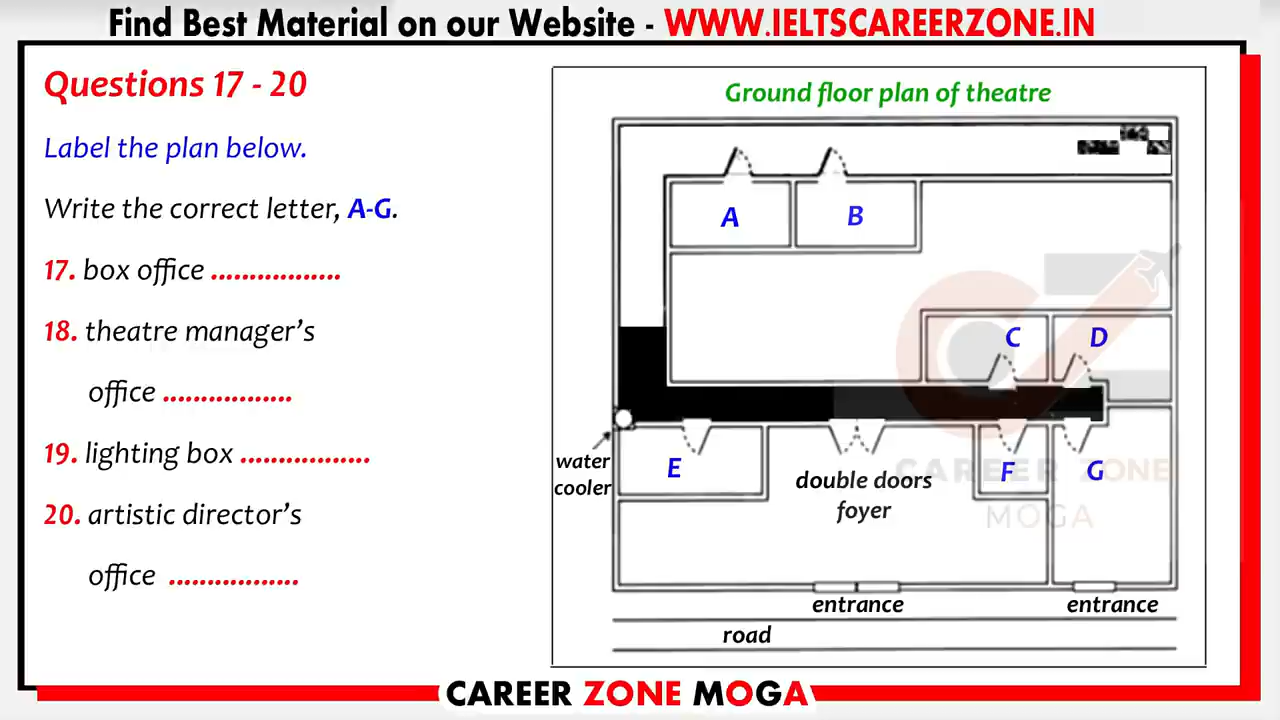 Find Best Material on our Website - WWW.IELTSCAREERZONE.IN
Questions 17 - 20
Label the plan below.
Write the correct letter, A-G.
17. box office .................
18. theatre manager's
office .................
19. lighting box .................
20. artistic director's
office .................
Ground floor plan of theatre
A
B
C
D
E
F
G
water
cooler
double doors
foyer
CAREER ZONE
MOGA
entrance
entrance
road
CAREER ZONE MOGA